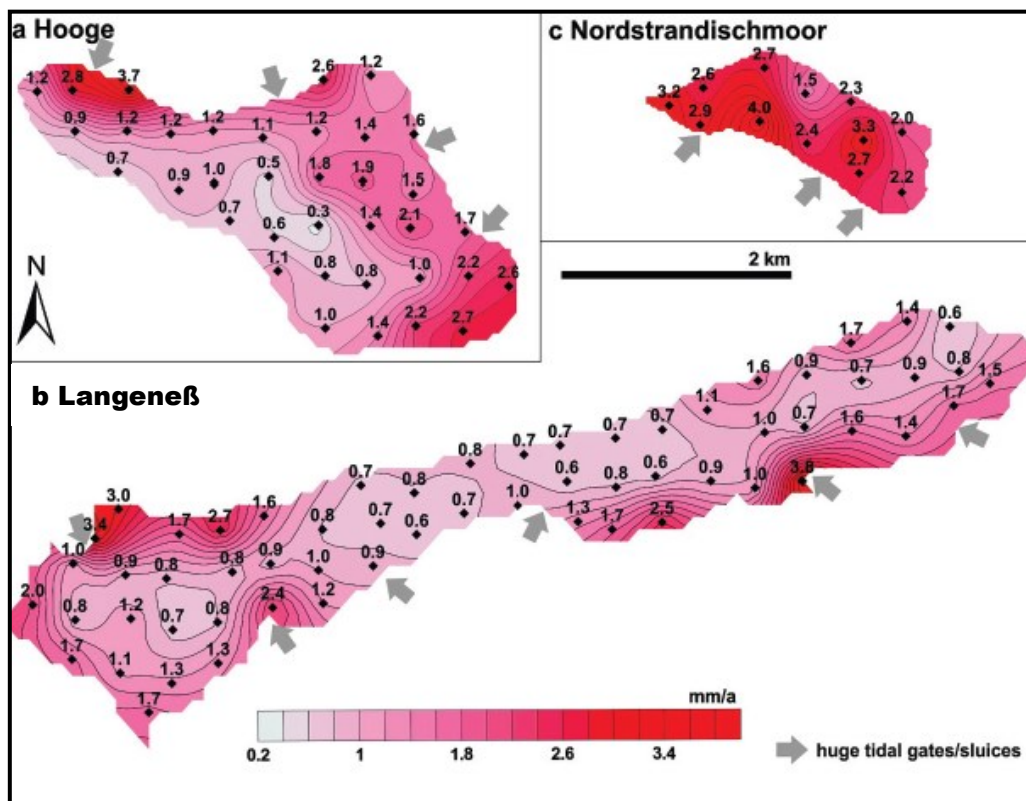 a Hooge
c Nordstrandischmoor
1.2 2.8 3.7 2.6 1.2
0.9 1.2 1.2 1.2 1.1 1.2 1.4 1.6
0.7 0.9 1.0 0.5 1.8 1.9 1.5
0.7 0.6 0.3 1.4 2.1 1.7
1.1 0.8 0.8 1.0 2.2 2.6
1.0 1.4 2.2 2.7
N
3.2 2.6 2.7 1.5 2.3 2.0
2.9 4.0 2.4 3.3
2.7 2.2
2 km
b Langeneß
1.7 1.4 0.6
1.6 0.9 0.7 0.9 0.8 1.5
1.1 1.0 0.7 1.6 1.4 1.7
0.8 0.7 0.7 0.7 0.7
0.7 0.8 0.6 0.8 0.6 0.9 1.0 3.8
3.0 1.6 0.7 0.6 0.7 1.0 1.3 1.7 2.5
3.4 1.7 2.7 0.8
1.0 0.9 0.8 0.8 0.9 1.0 0.9
2.0 0.8 1.2 0.7 0.8 2.4 1.2
1.7 1.1 1.3 1.3
1.7
mm/a
0.2 1 1.8 2.6 3.4
huge tidal gates/sluices